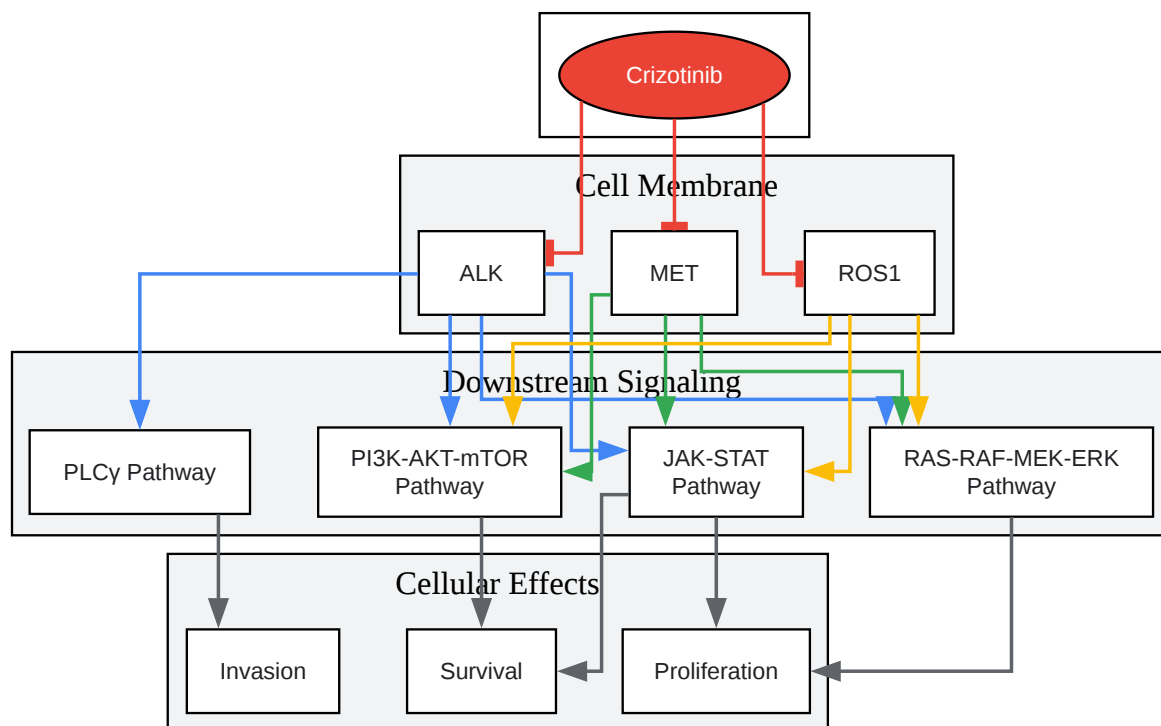 Crizotinib
Cell Membrane
ALK
MET
ROS1
Downstream Signaling
PLCγ Pathway
PI3K-AKT-mTOR
Pathway
JAK-STAT
Pathway
RAS-RAF-MEK-ERK
Pathway
Cellular Effects
Invasion
Survival
Proliferation